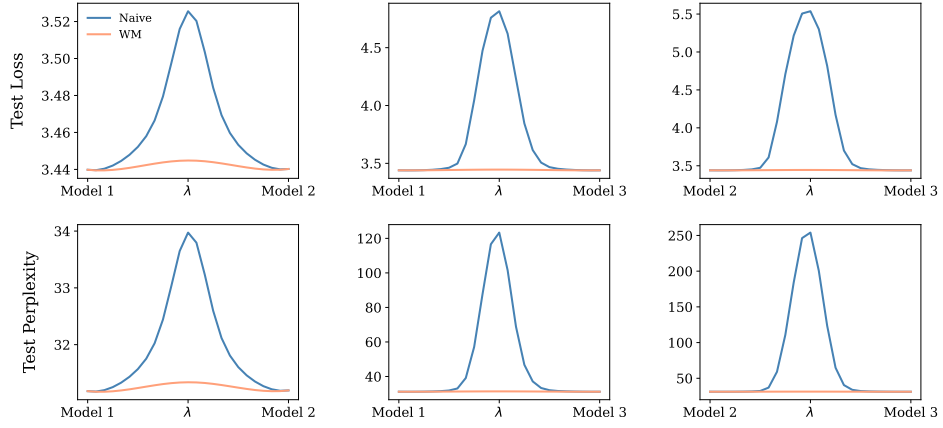 Test Loss
3.52
3.50
3.48
3.46
3.44
Naive
WM
Model 1 λ Model 2
4.5
4.0
3.5
Model 1 λ Model 3
5.5
5.0
4.5
4.0
3.5
Model 2 λ Model 3
Test Perplexity
34
33
32
Model 1 λ Model 2
120
100
80
60
40
Model 1 λ Model 3
250
200
150
100
50
Model 2 λ Model 3